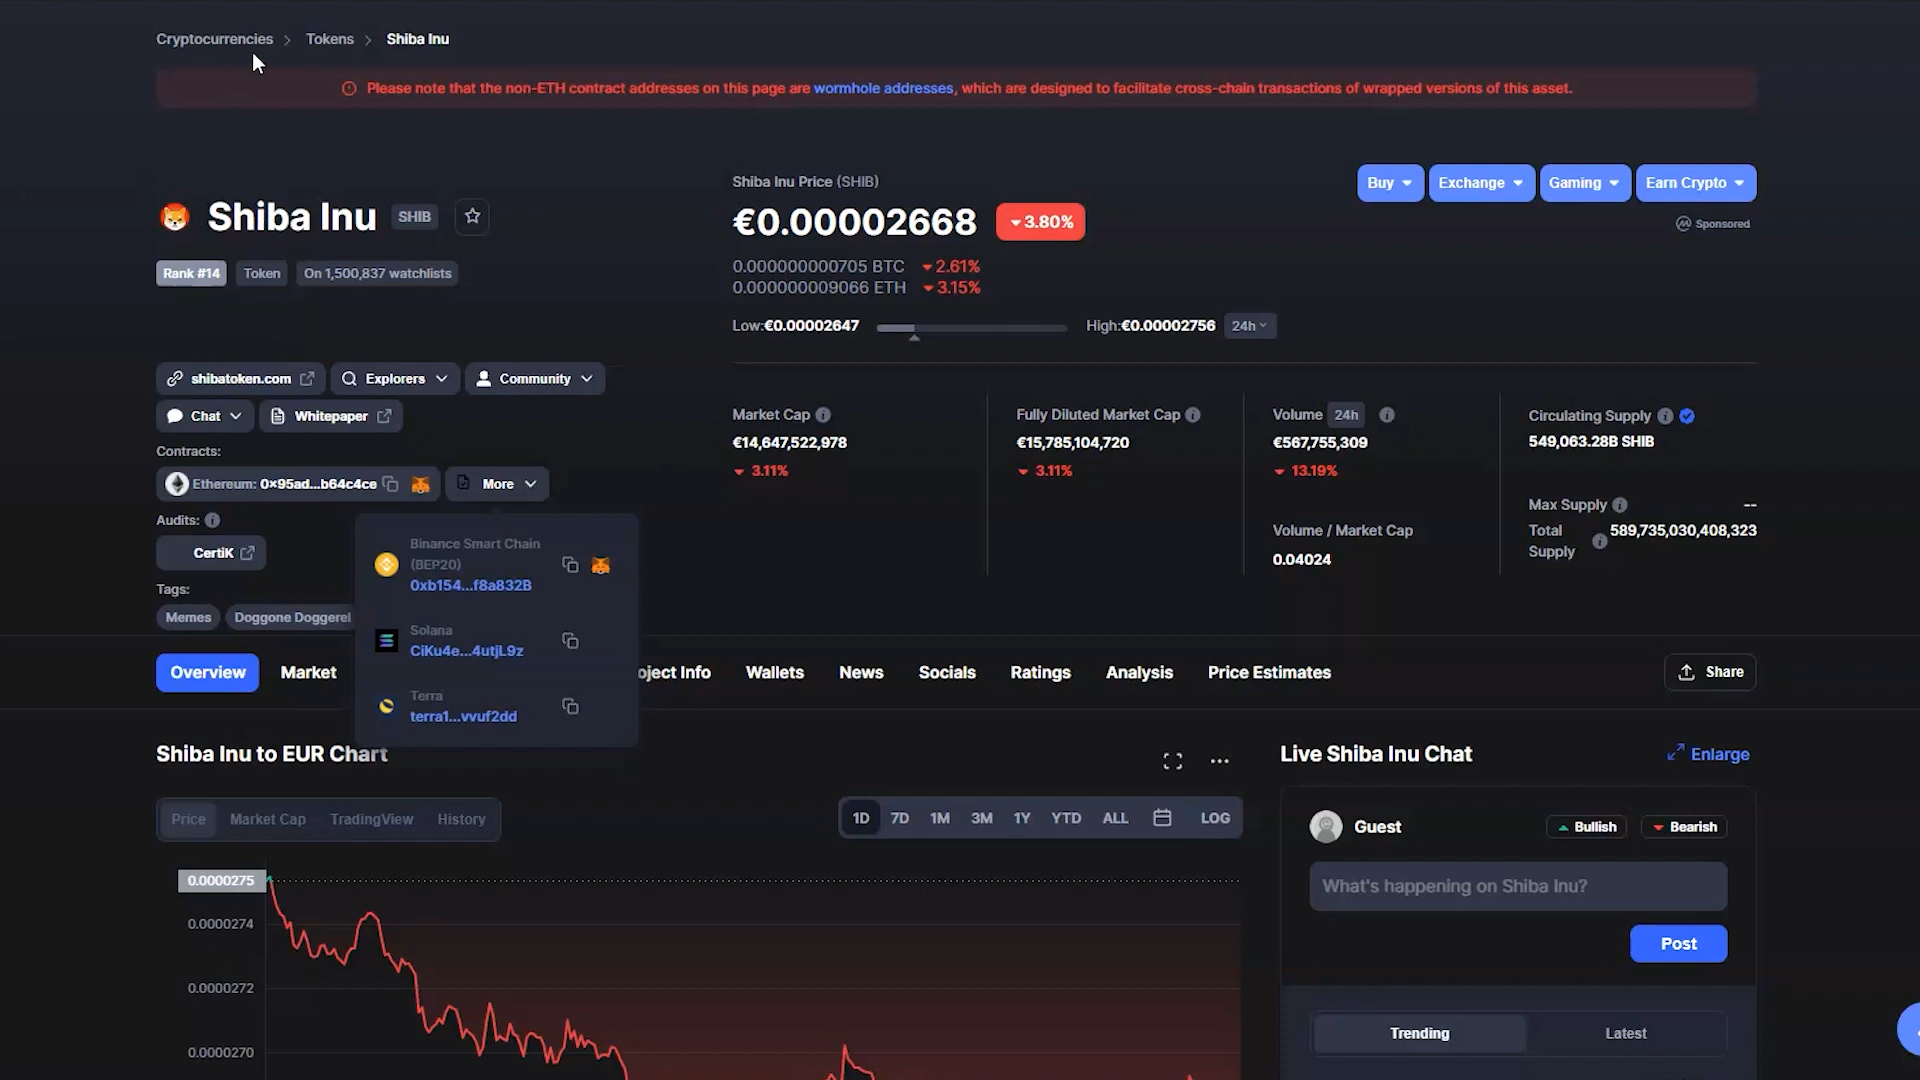 Cryptocurrencies > Tokens > Shiba Inu
Please note that the non-ETH contract addresses on this page are wormhole addresses, which are designed to facilitate cross-chain transactions of wrapped versions of this asset.
Shiba Inu SHIB
Rank #14 Token On 1,500,837 watchlists
Shiba Inu Price (SHIB)
€0.00002668 3.80%
0.000000000705 BTC 2.61%
0.000000009066 ETH 3.15%
Low:€0.00002647 High:€0.00002756 24h
Buy Exchange Gaming Earn Crypto
Sponsored
shibatoken.com Explorers Community
Chat Whitepaper
Contracts:
Ethereum: 0x95ad...b64c4ce More
Audits:
CertiK
Tags:
Memes Doggone Doggerel
Binance Smart Chain
(BEP20)
0xb154...f8a832B
Solana
CiKu4e...4utjL9z
Terra
terra1...vvuf2dd
Market Cap
€14,647,522,978
3.11%
Fully Diluted Market Cap
€15,785,104,720
3.11%
Volume 24h
€567,755,309
13.19%
Volume / Market Cap
0.04024
Circulating Supply
549,063.28B SHIB
Max Supply --
Total
Supply 589,735,030,408,323
Overview Market oject Info Wallets News Socials Ratings Analysis Price Estimates Share
Shiba Inu to EUR Chart
Price Market Cap TradingView History
1D 7D 1M 3M 1Y YTD ALL LOG
0.0000275
0.0000274
0.0000272
0.0000270
Live Shiba Inu Chat Enlarge
Guest Bullish Bearish
What's happening on Shiba Inu?
Post
Trending Latest